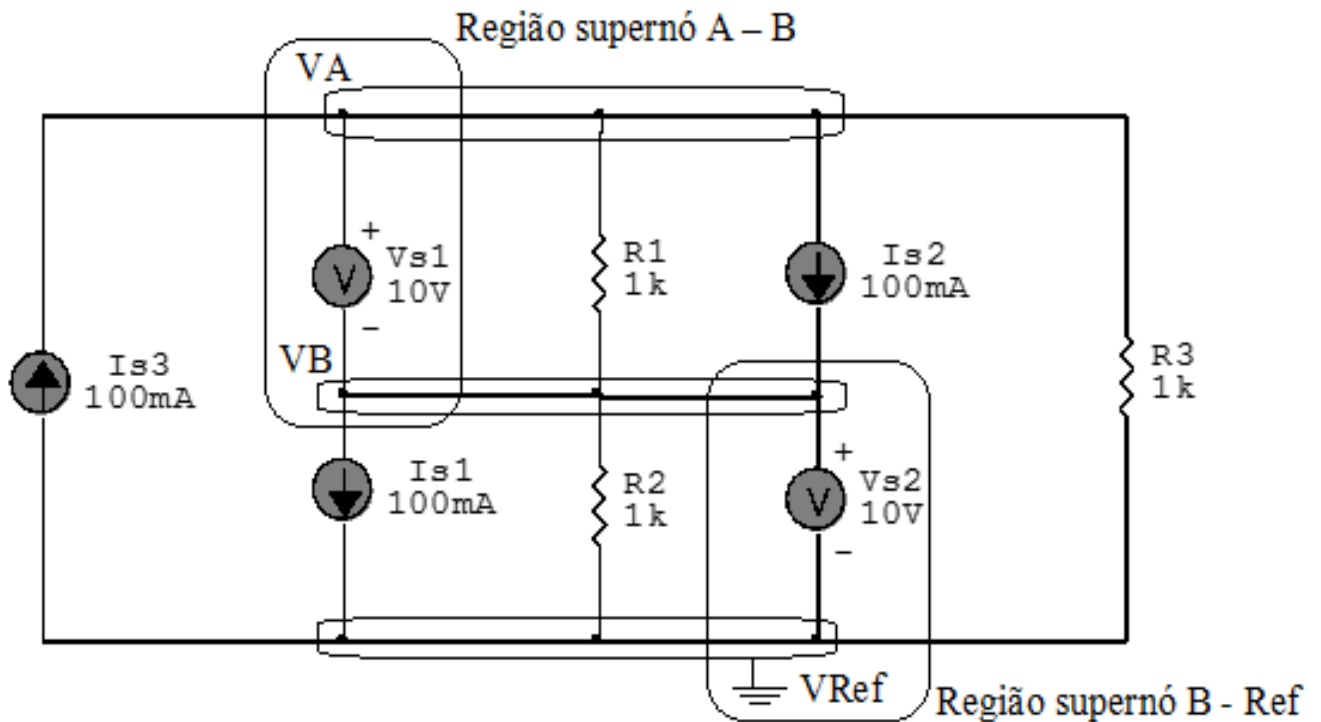 Região supernó A – B
VA
+
Vs1
10V
-
V
R1
1k
Is2
100mA
VB
Is3
100mA
R3
1k
Is1
100mA
R2
1k
+
Vs2
10V
-
V
VRef
Região supernó B - Ref